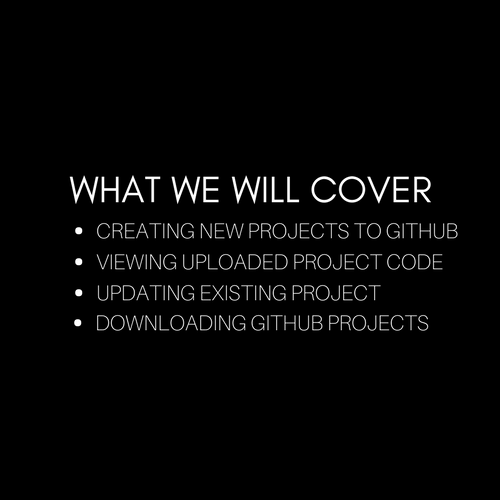 WHAT WE WILL COVER
• CREATING NEW PROJECTS TO GITHUB
• VIEWING UPLOADED PROJECT CODE
• UPDATING EXISTING PROJECT
• DOWNLOADING GITHUB PROJECTS